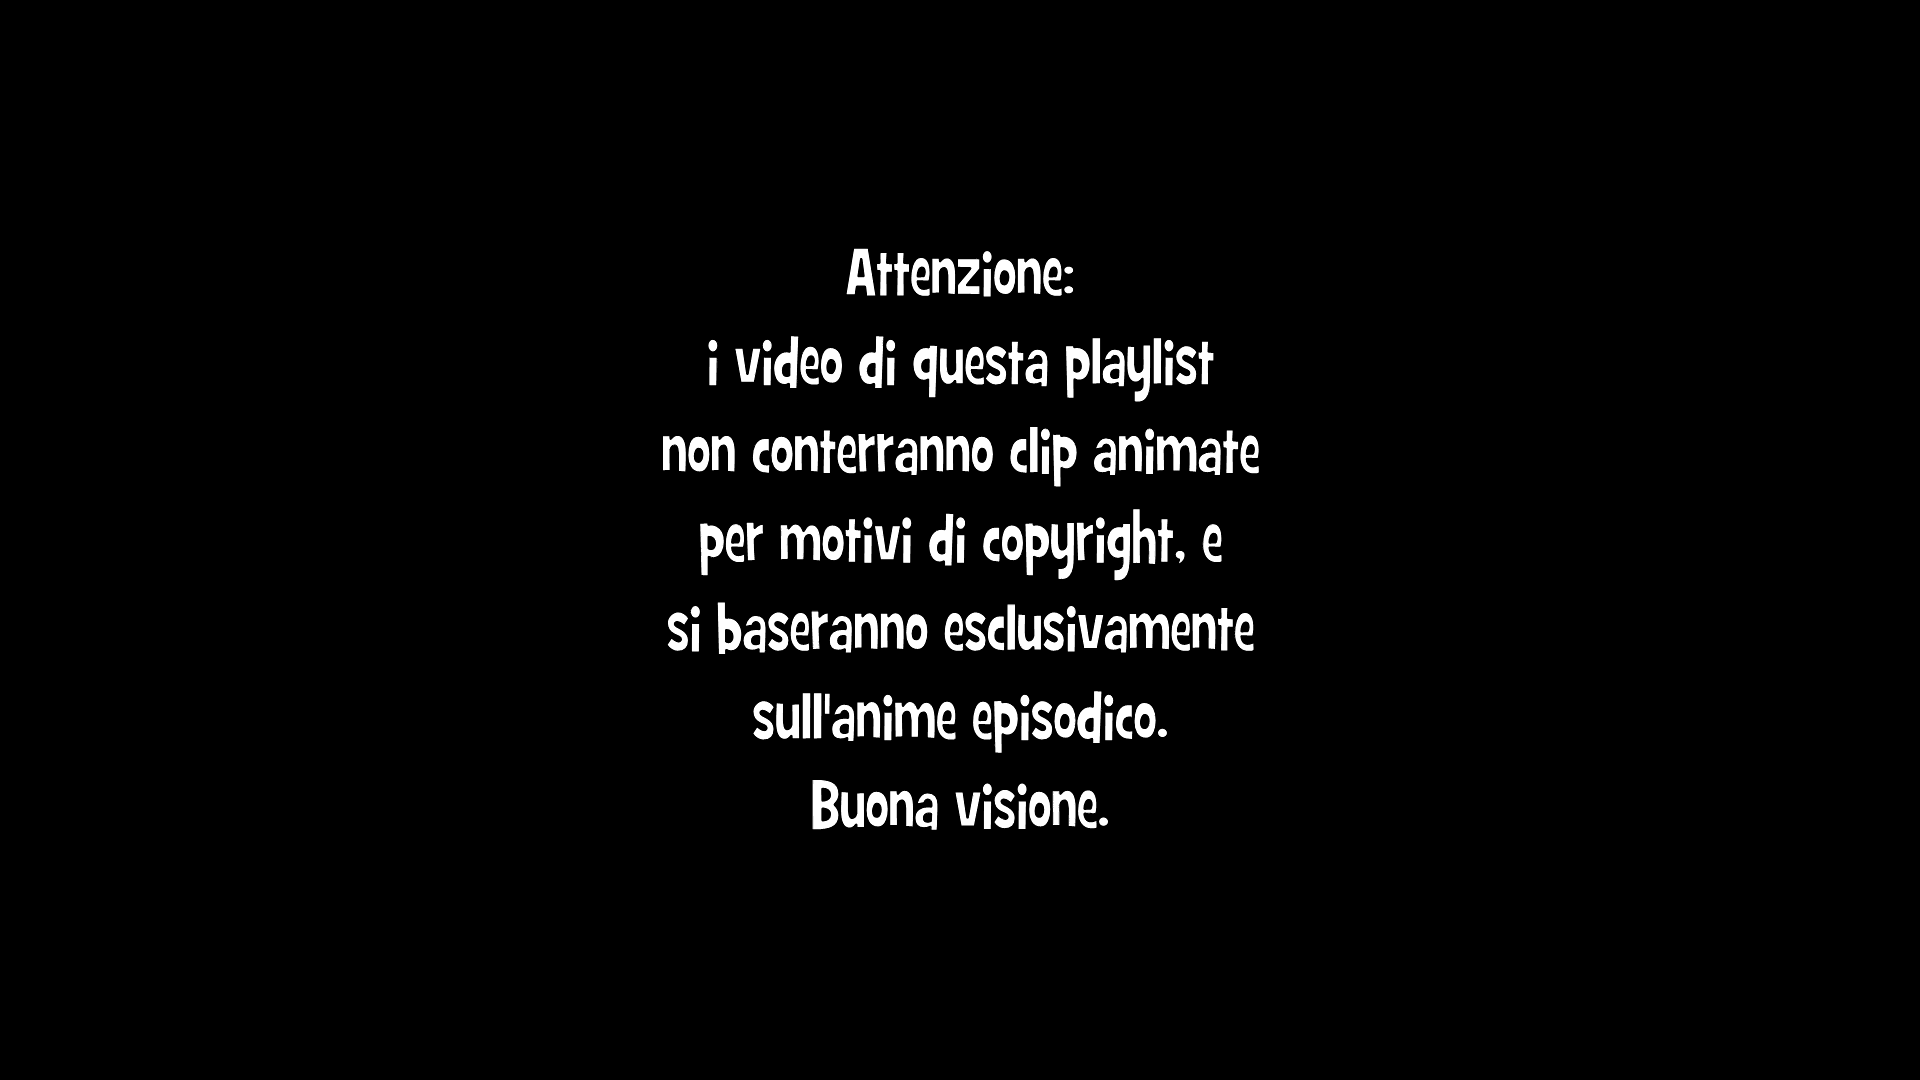 Attenzione:
i video di questa playlist
non conterranno clip animate
per motivi di copyright, e
si baseranno esclusivamente
sull'anime episodico.
Buona visione.